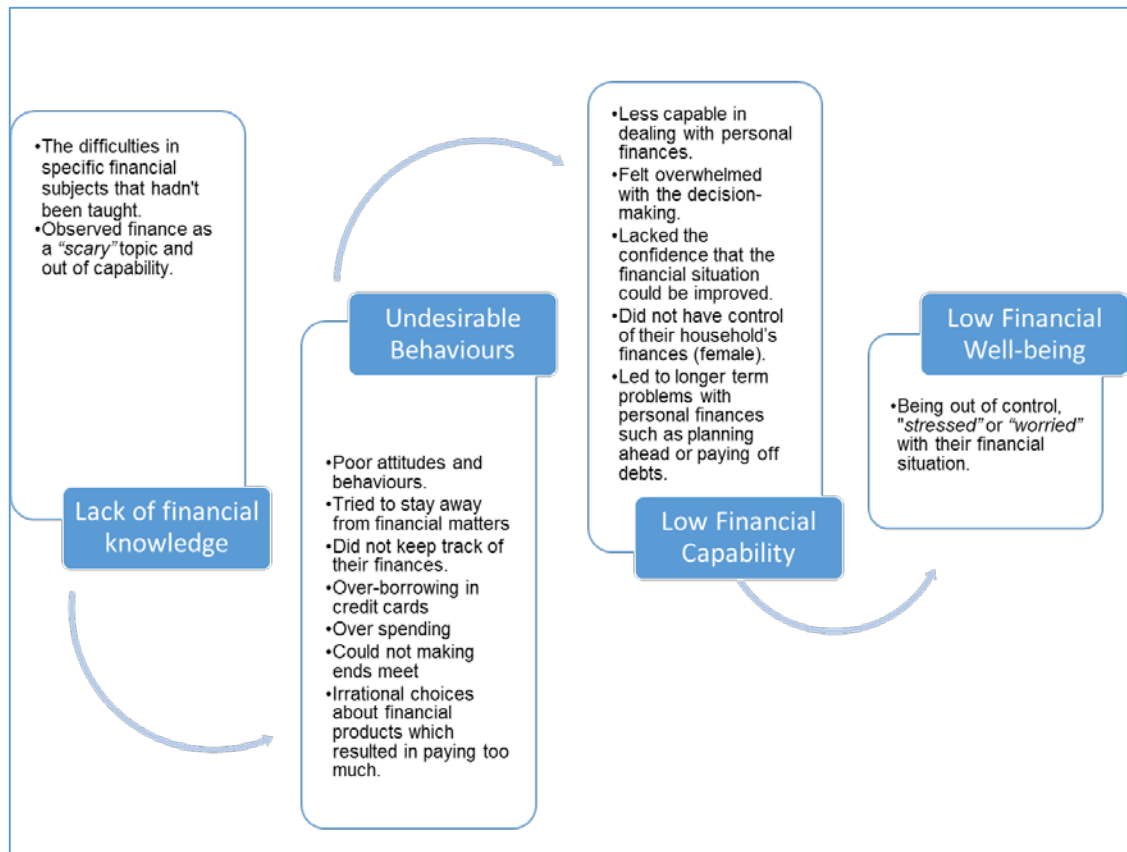 •The difficulties in
specific financial
subjects that hadn't
been taught.
•Observed finance as
a “scary” topic and
out of capability.
Lack of financial
knowledge
Undesirable
Behaviours
•Poor attitudes and
behaviours.
•Tried to stay away
from financial matters
•Did not keep track of
their finances.
•Over-borrowing in
credit cards
•Over spending
•Could not making
ends meet
•Irrational choices
about financial
products which
resulted in paying too
much.
•Less capable in
dealing with personal
finances.
•Felt overwhelmed
with the decision-
making.
•Lacked the
confidence that the
financial situation
could be improved.
•Did not have control
of their household’s
finances (female).
•Led to longer term
problems with
personal finances
such as planning
ahead or paying off
debts.
Low Financial
Capability
Low Financial
Well-being
•Being out of control,
"stressed” or “worried”
with their financial
situation.